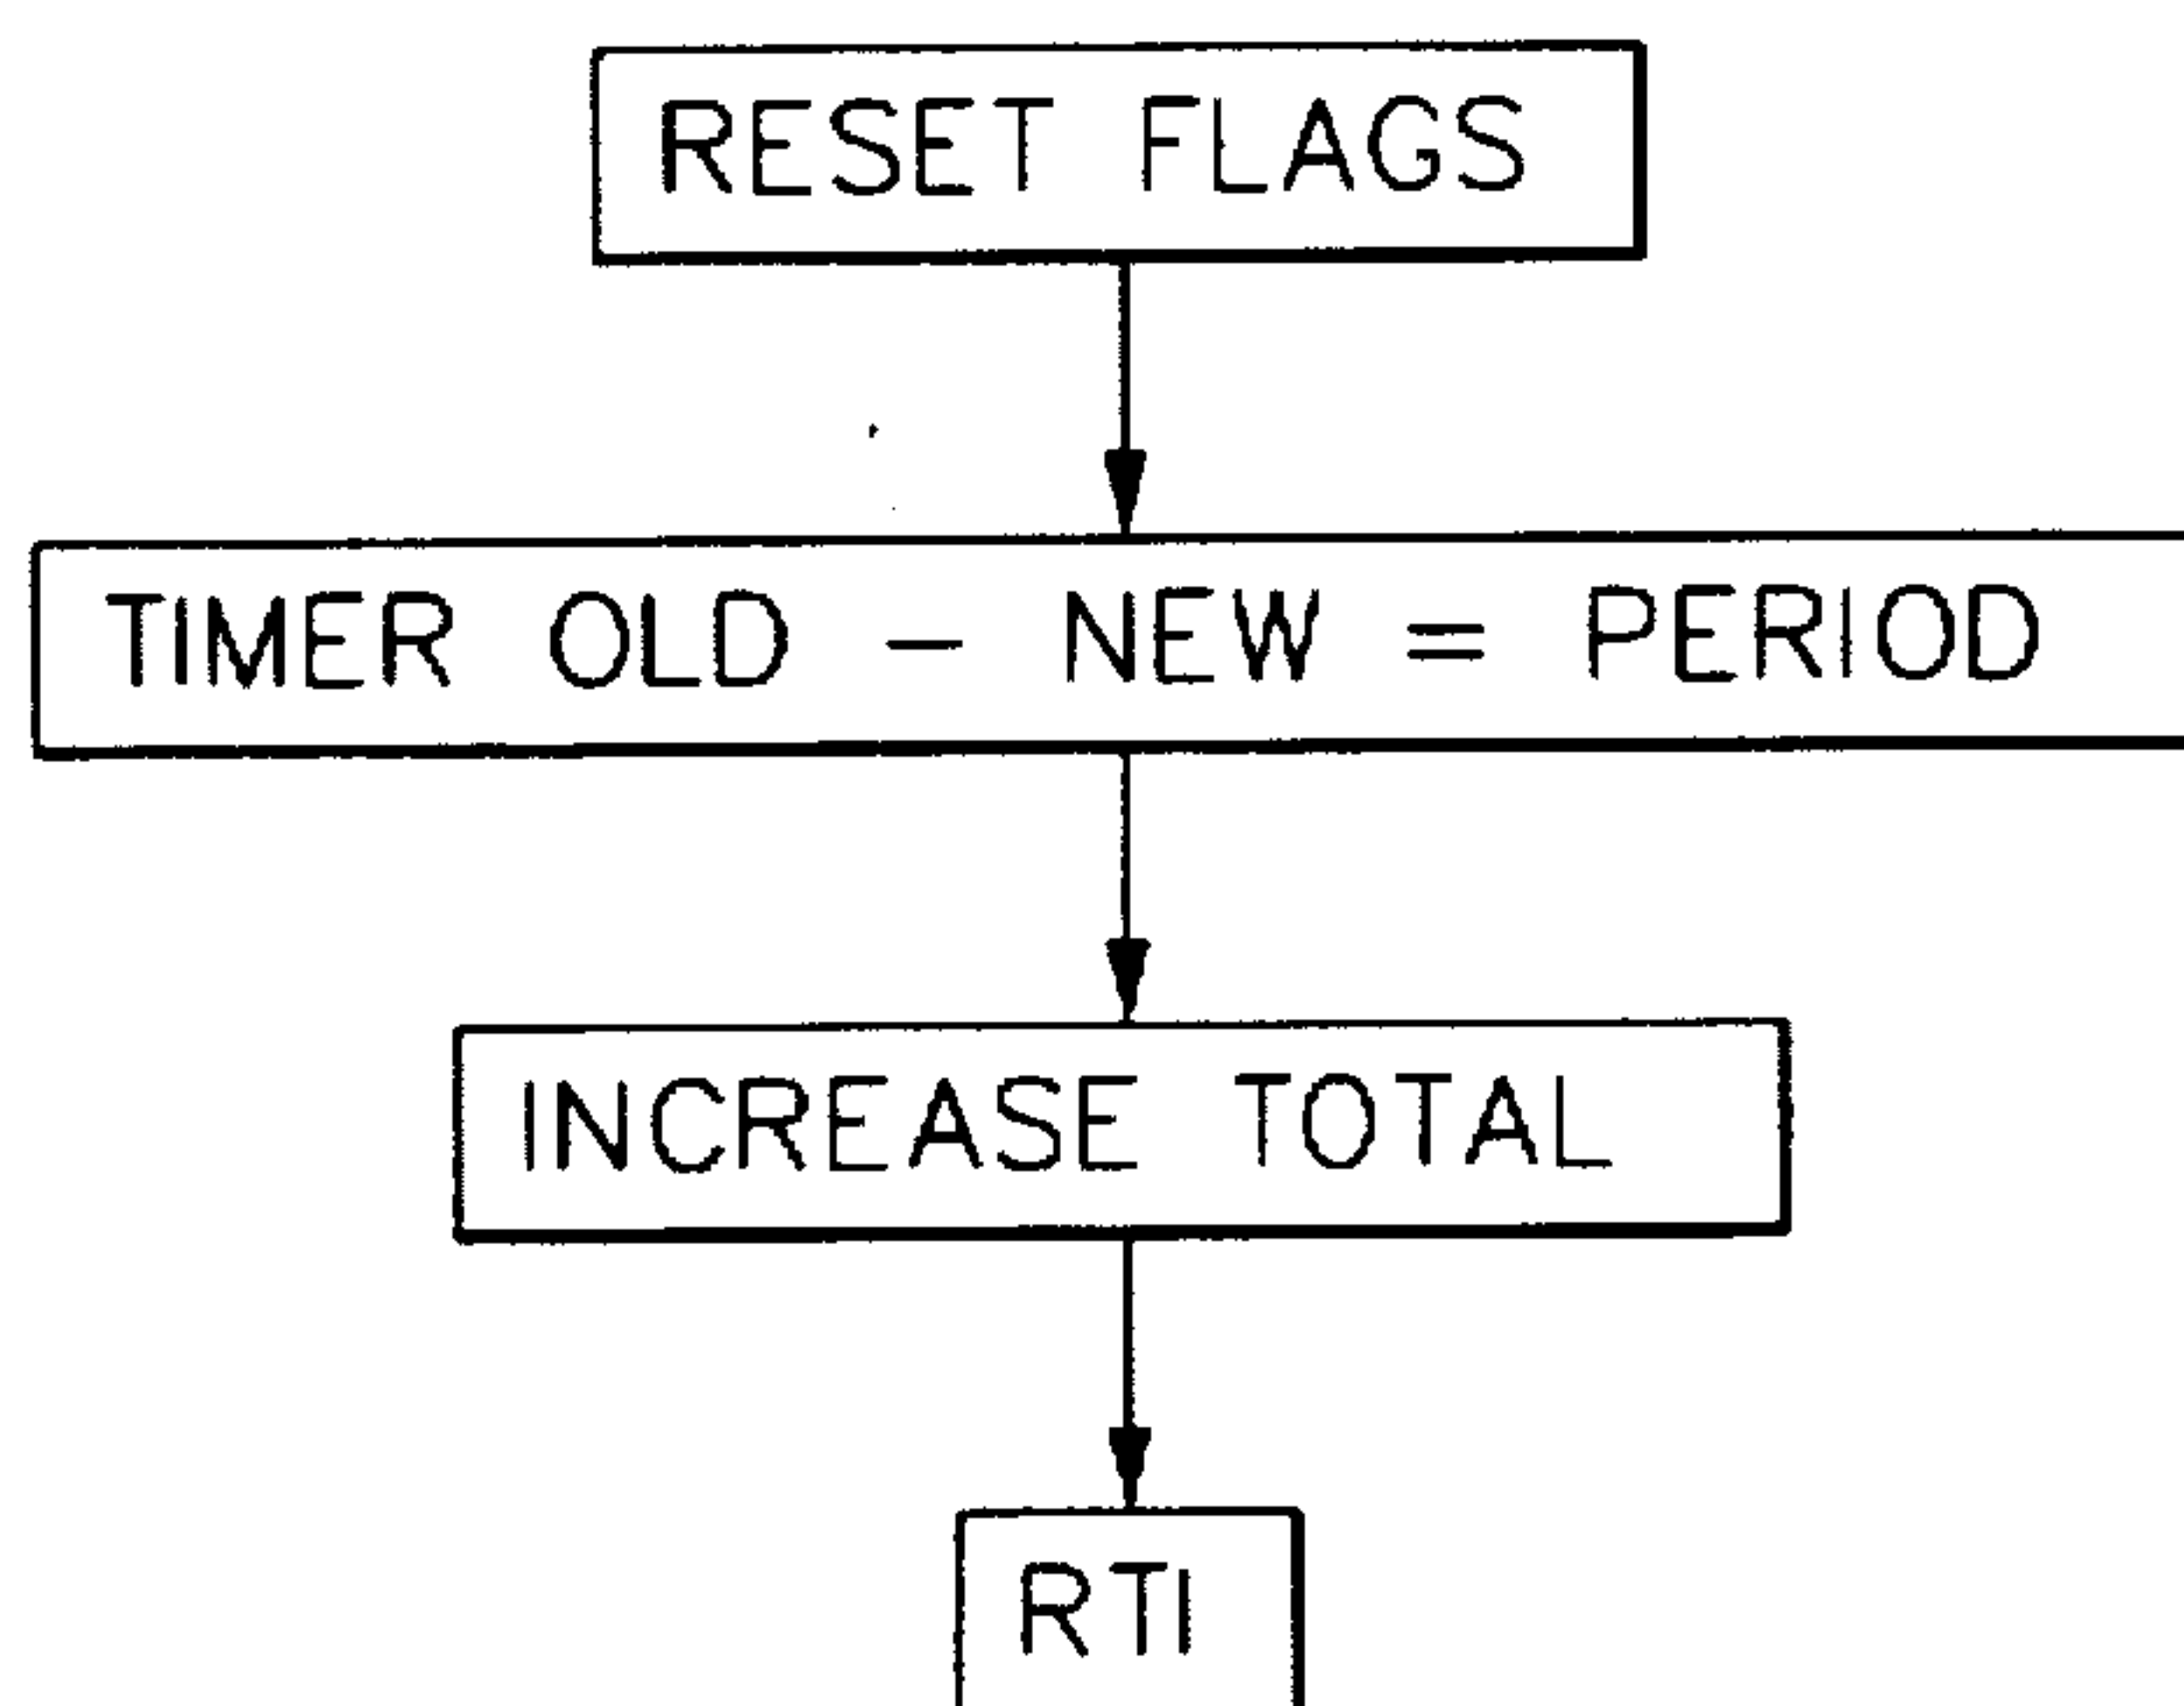 RESET FLAGS
TIMER OLD – NEW = PERIOD
INCREASE TOTAL
RTI